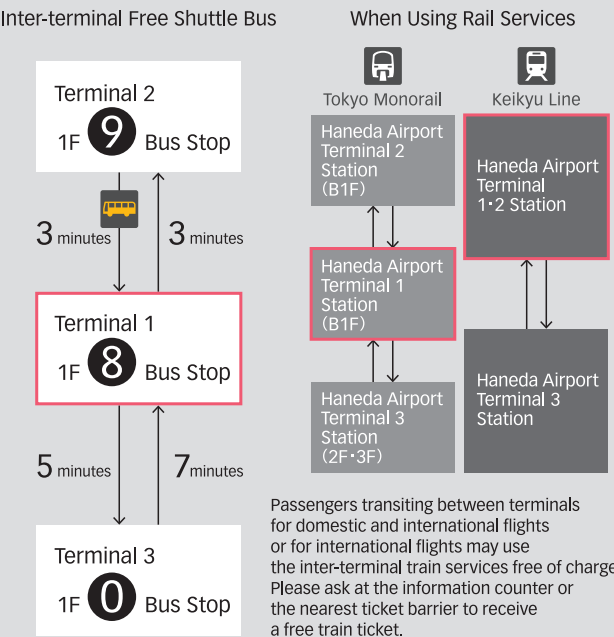 Inter-terminal Free Shuttle Bus
Terminal 2
1F 9 Bus Stop
3 minutes
3 minutes
Terminal 1
1F 8 Bus Stop
5 minutes
7 minutes
Terminal 3
1F 0 Bus Stop
When Using Rail Services
Tokyo Monorail
Haneda Airport
Terminal 2
Station
(B1F)
Haneda Airport
Terminal 1
Station
(B1F)
Haneda Airport
Terminal 3
Station
(2F・3F)
Keikyu Line
Haneda Airport
Terminal
1・2 Station
Haneda Airport
Terminal 3
Station
Passengers transiting between terminals
for domestic and international flights
or for international flights may use
the inter-terminal train services free of charge
Please ask at the information counter or
the nearest ticket barrier to receive
a free train ticket.